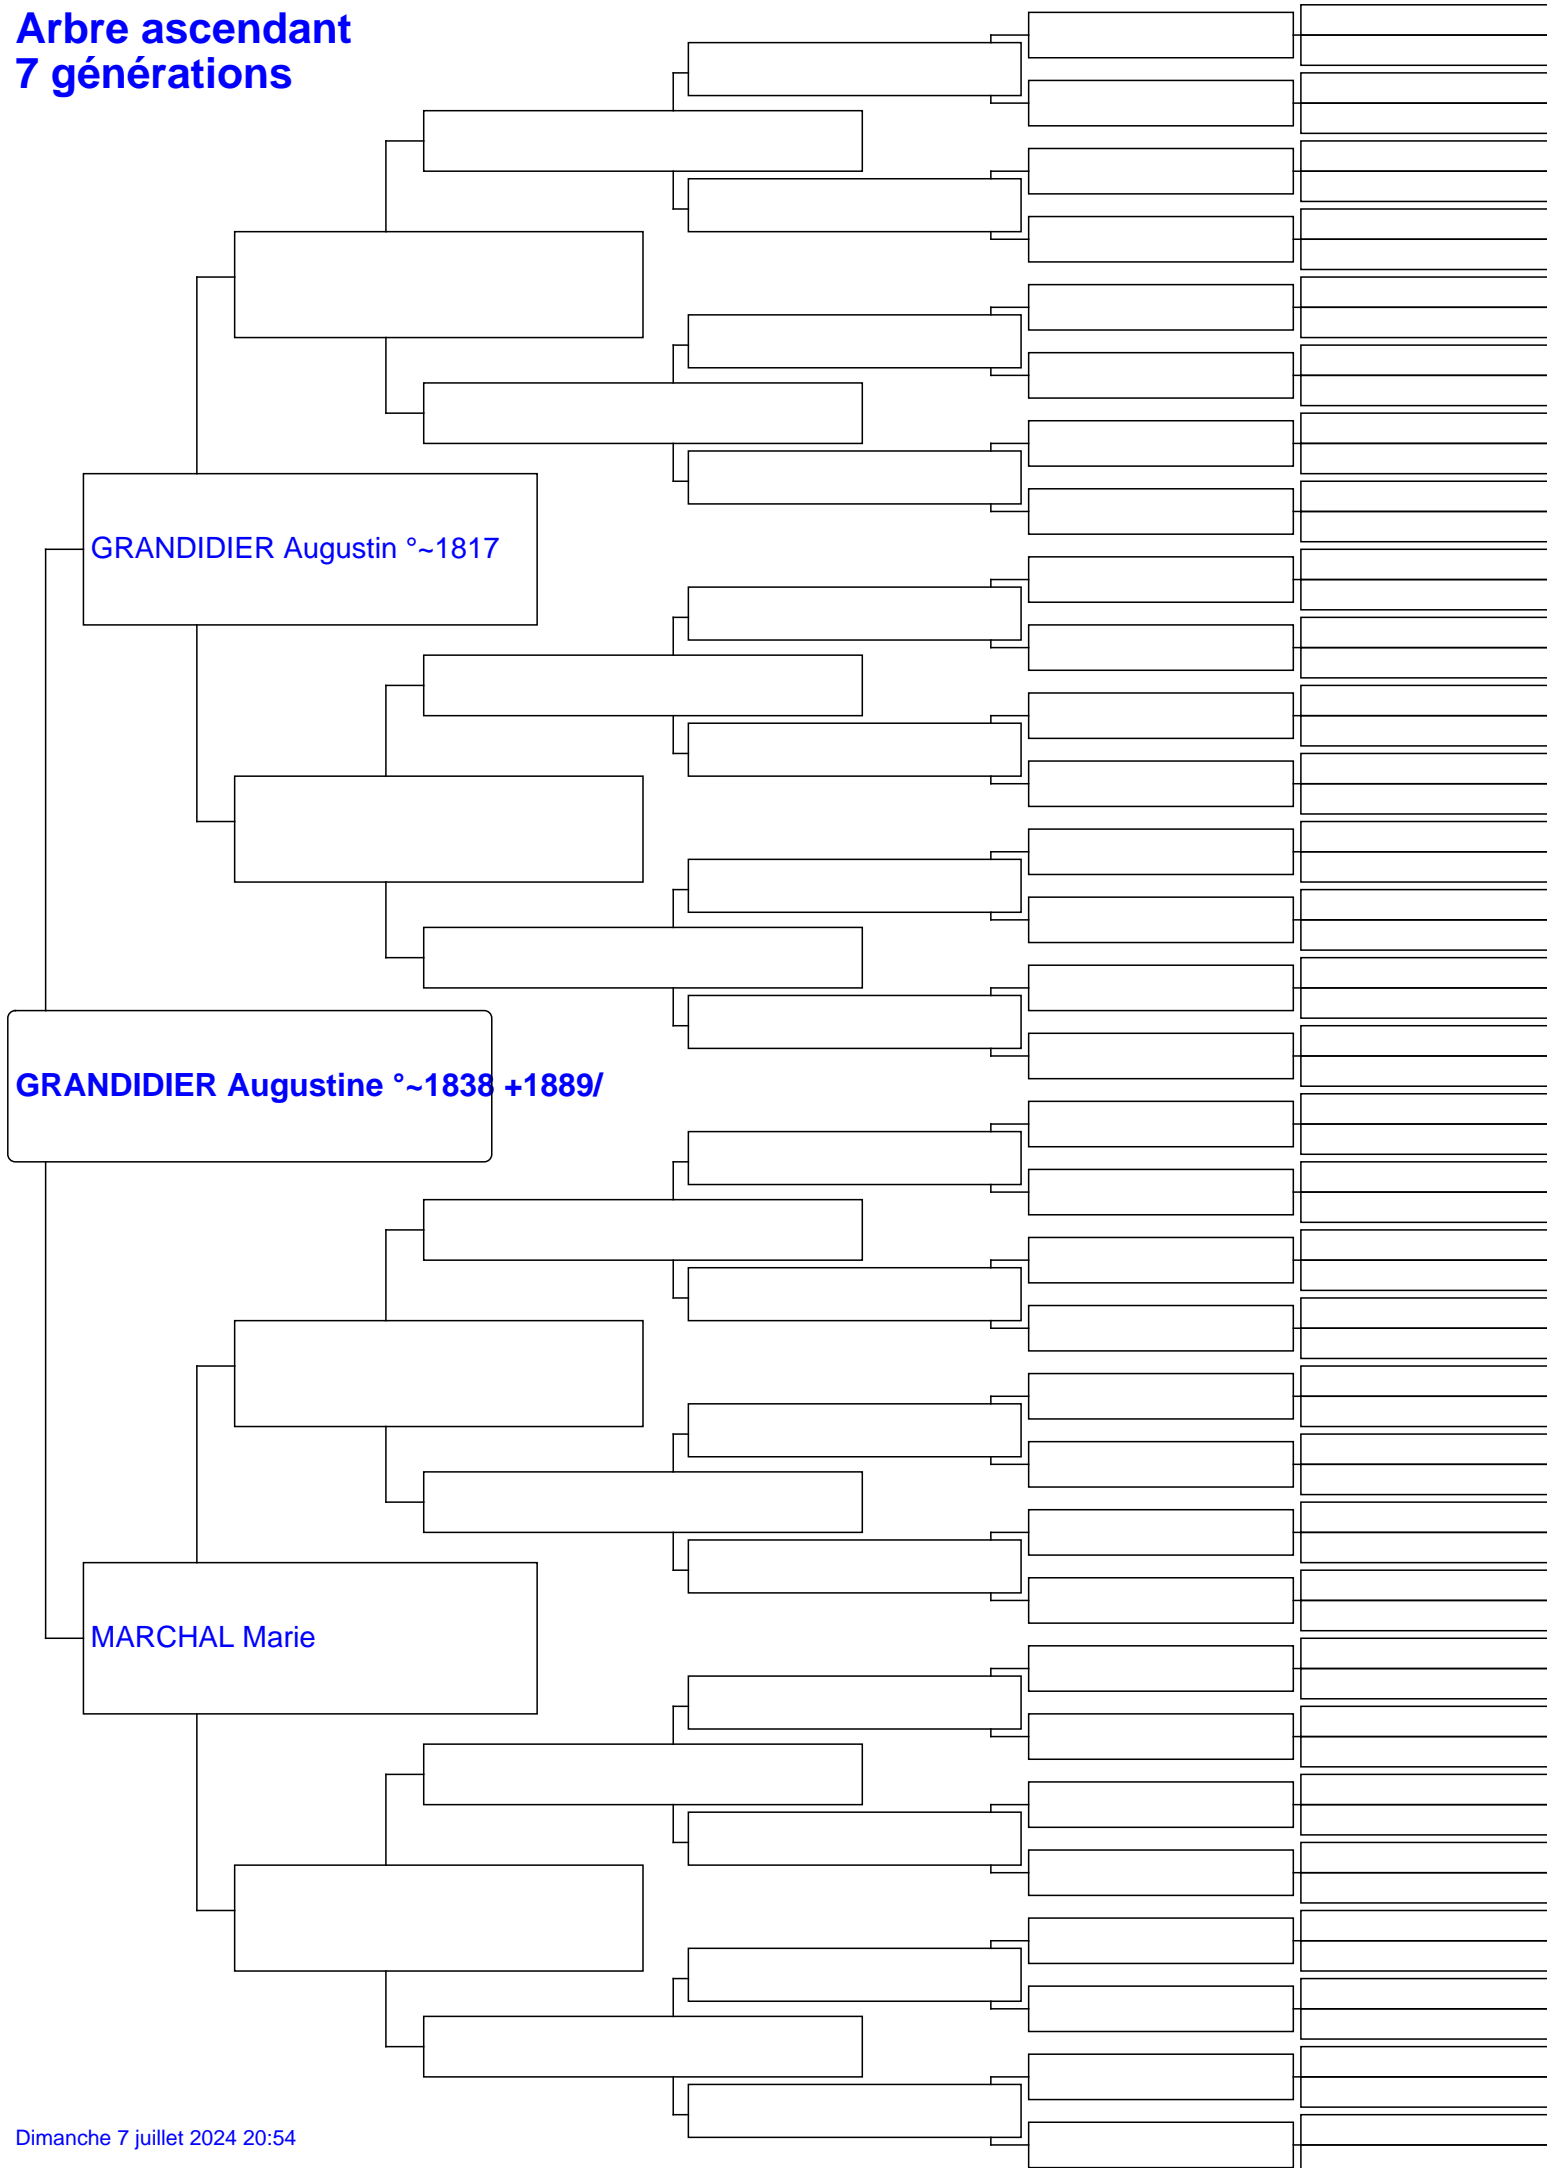 Arbre ascendant
7 générations
GRANDIDIER Augustin °~1817
GRANDIDIER Augustine °~1838 +1889/
MARCHAL Marie
Dimanche 7 juillet 2024 20:54